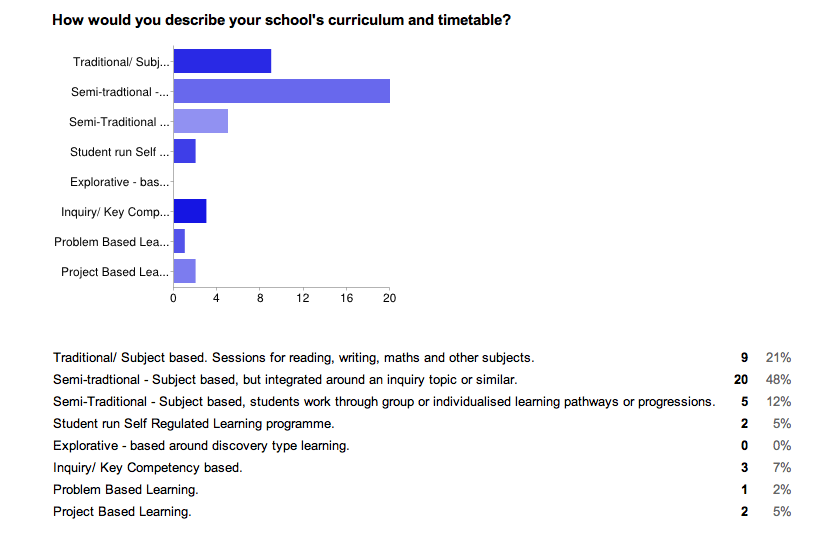 How would you describe your school's curriculum and timetable?
Traditional/ Subj...
Semi-tradtional -...
Semi-Traditional ...
Student run Self ...
Explorative - bas...
Inquiry/ Key Comp...
Problem Based Lea...
Project Based Lea...
0 4 8 12 16 20
Traditional/ Subject based. Sessions for reading, writing, maths and other subjects. 9 21%
Semi-tradtional - Subject based, but integrated around an inquiry topic or similar. 20 48%
Semi-Traditional - Subject based, students work through group or individualised learning pathways or progressions. 5 12%
Student run Self Regulated Learning programme. 2 5%
Explorative - based around discovery type learning. 0 0%
Inquiry/ Key Competency based. 3 7%
Problem Based Learning. 1 2%
Project Based Learning. 2 5%